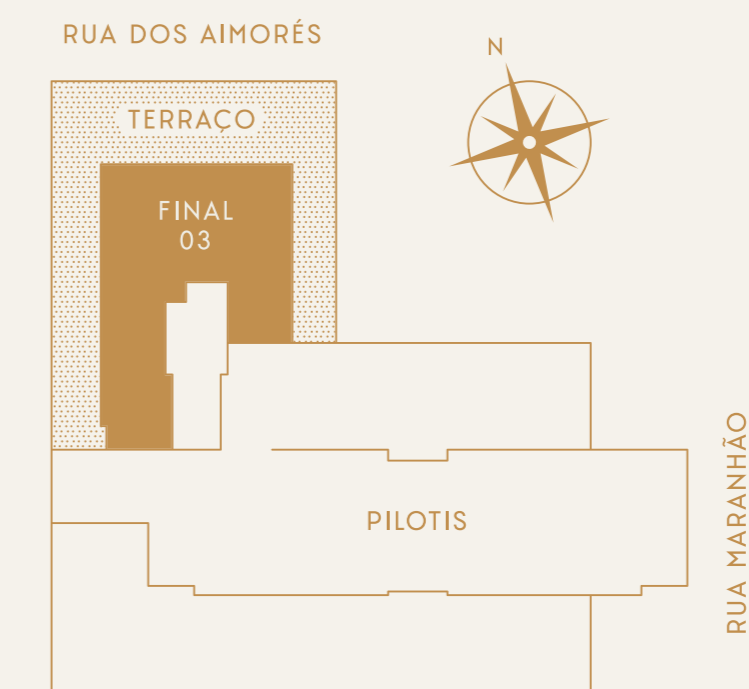 RUA DOS AIMORÉS
N
TERRAÇO
FINAL
03
PILOTIS
RUA MARANHÃO